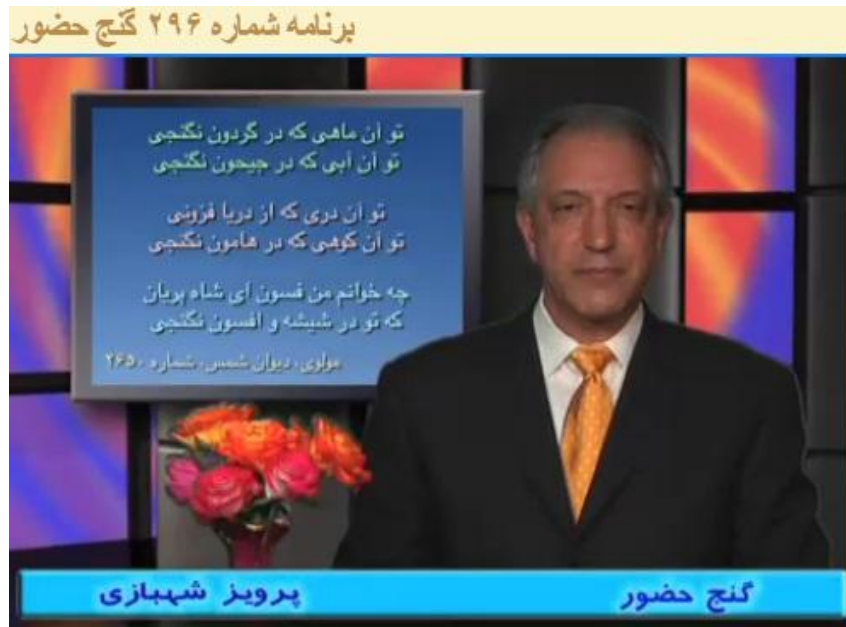 برنامه شماره ۲۹۶ گنج حضور
تو آن ماهی که در گردون نگنجی
تو آن آبی که در جیحون نگنجی
تو آن دری که از دریا فزونی
تو آن کوهی که در هامون نگنجی
چه خوانم من فسون ای شاه پریان
که تو در شیشه و افسون نگنجی
مولوی، دیوان شمس، شماره ۲۶۵۰
گنج حضور
پرویز شهبازی